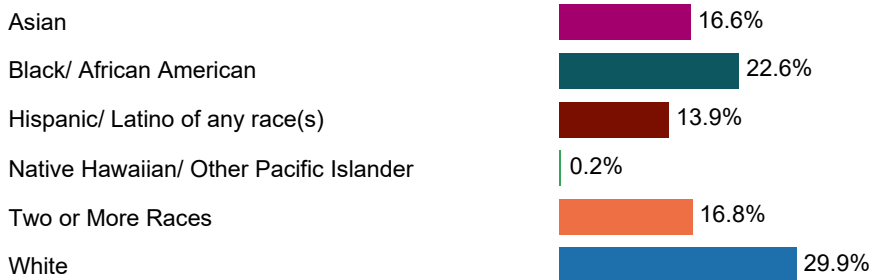 Asian 16.6%
Black/ African American 22.6%
Hispanic/ Latino of any race(s) 13.9%
Native Hawaiian/ Other Pacific Islander 0.2%
Two or More Races 16.8%
White 29.9%